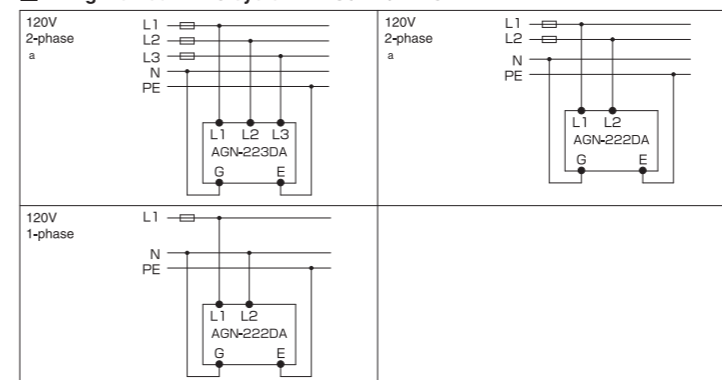 120V
2-phase
a
L1
L2
L3
N
PE
L1 L2 L3
AGN-223DA
G E
120V
2-phase
a
L1
L2
N
PE
L1 L2
AGN-222DA
G E
120V
1-phase
L1
N
PE
L1 L2
AGN-222DA
G E